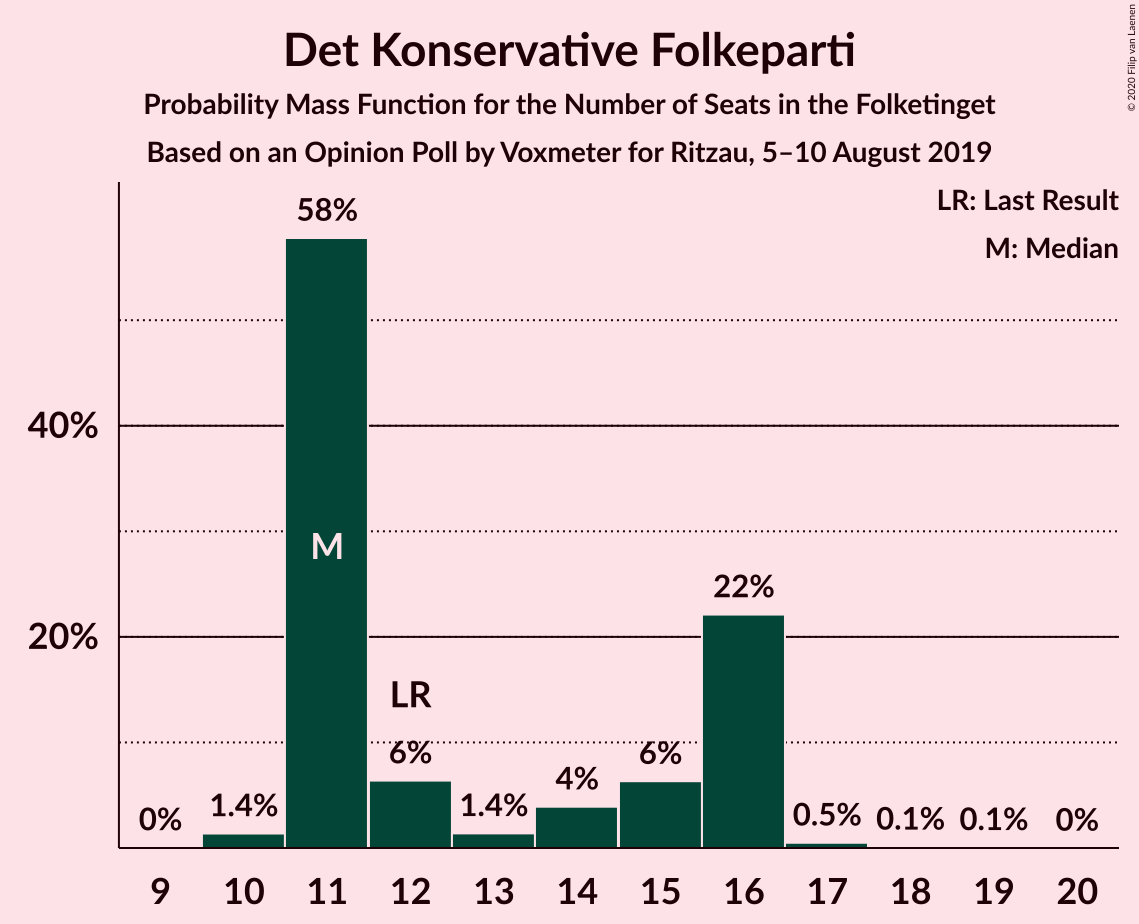 Det Konservative Folkeparti
Probability Mass Function for the Number of Seats in the Folketinget
Based on an Opinion Poll by Voxmeter for Ritzau, 5–10 August 2019
© 2020 Filip van Laenen
LR: Last Result
M: Median
58%
40%
M
22%
20%
LR
6%
6%
4%
0%
1.4%
1.4%
0.5%
0.1%
0.1%
0%
9 10 11 12 13 14 15 16 17 18 19 20